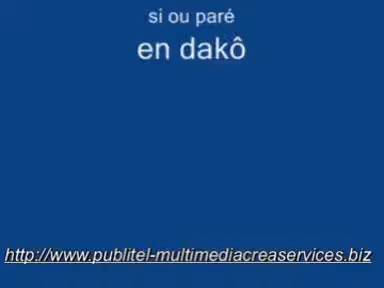 si ou paré
en dakô
http://www.publitel-multimediacreaservices.biz